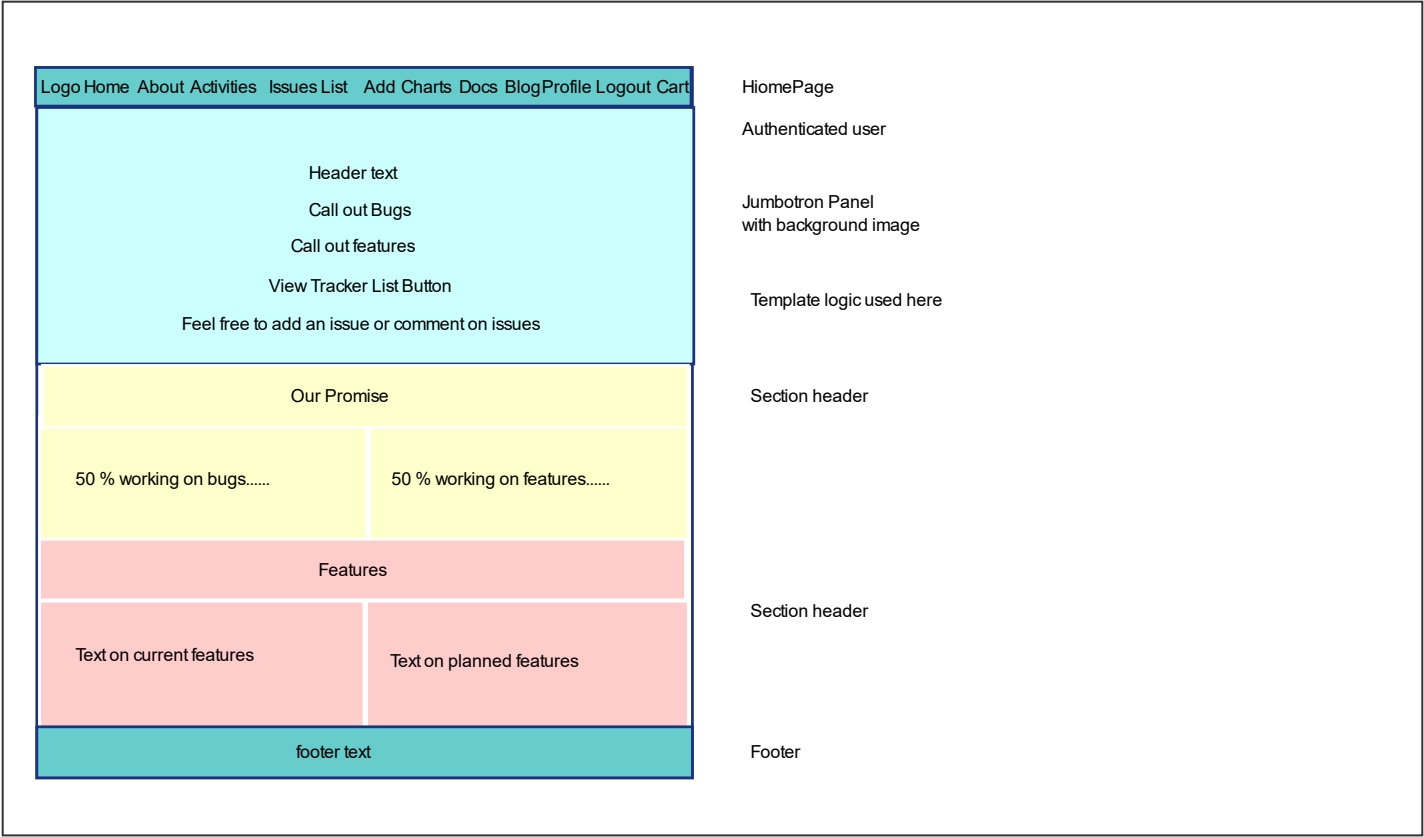 Logo Home About Activities Issues List Add Charts Docs Blog Profile Logout Cart
HiomePage
Authenticated user
Header text
Call out Bugs
Call out features
View Tracker List Button
Feel free to add an issue or comment on issues
Jumbotron Panel
with background image
Template logic used here
Our Promise
Section header
50 % working on bugs......
50 % working on features......
Features
Section header
Text on current features
Text on planned features
footer text
Footer